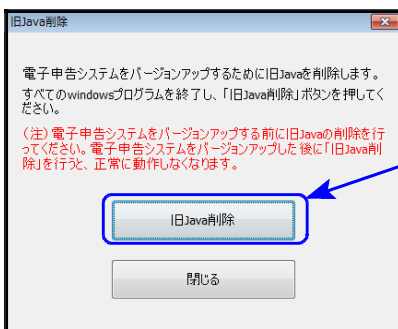 旧Java削除
電子申告システムをバージョンアップするために旧Javaを削除します。
すべてのwindowsプログラムを終了し、「旧Java削除」ボタンを押してく
ださい。
(注)電子申告システムをバージョンアップする前に旧Javaの削除を行
ってください。電子申告システムをバージョンアップした後に「旧Java削
除」を行うと、正常に動作しなくなります。
旧Java削除
閉じる